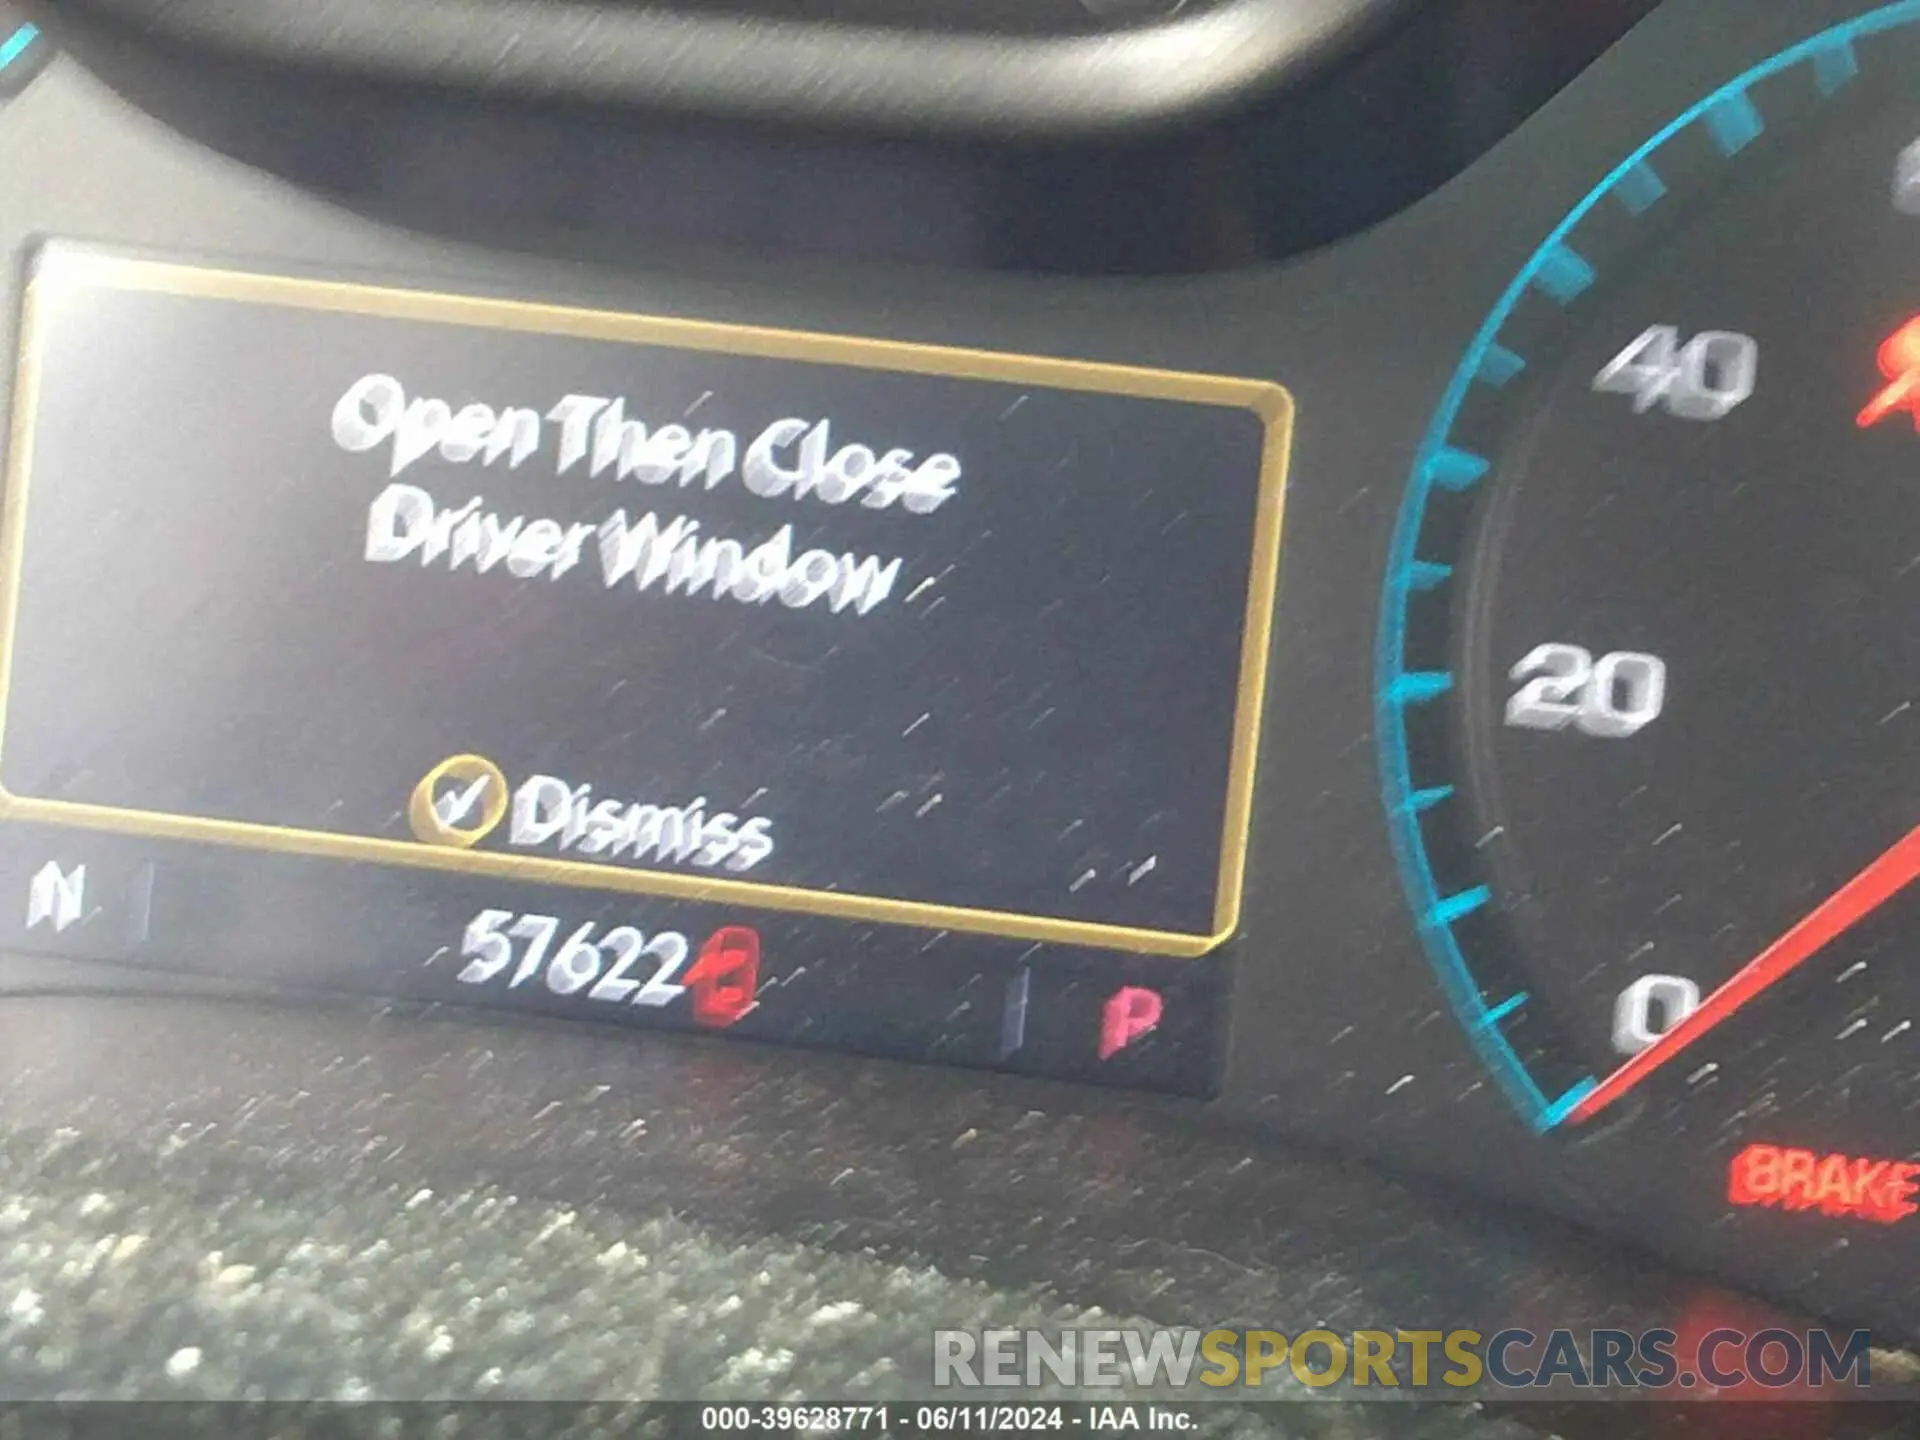 Open Then Close
Driver Window
Dismiss
N
57622
P
40
20
0
BRAKE
RENEWSPORTSCARS.COM
000-39628771 - 06/11/2024 - IAA Inc.